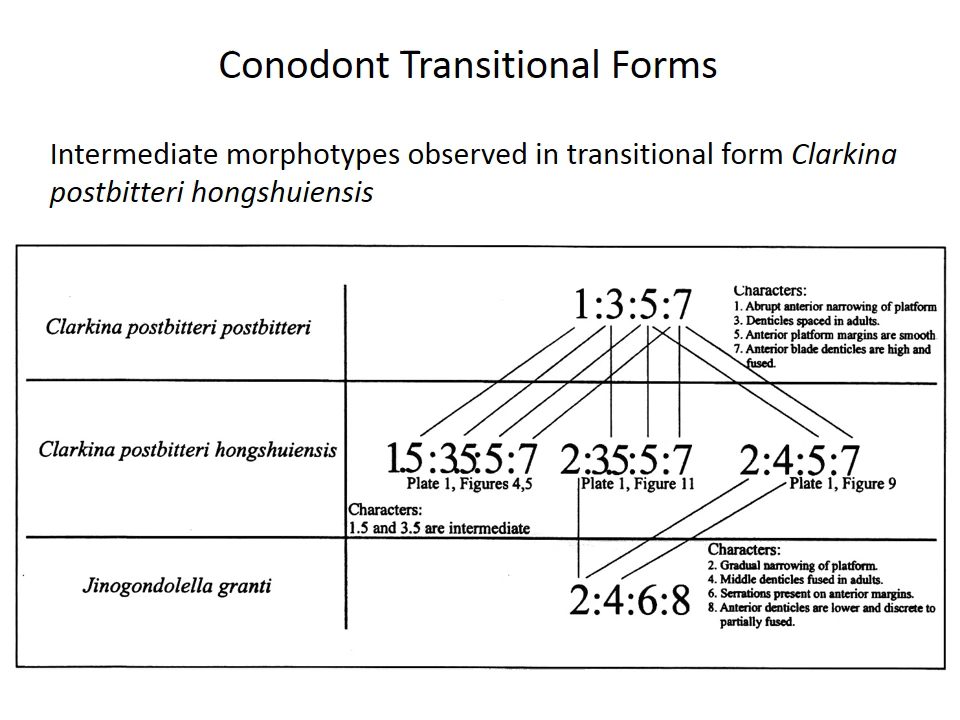 Conodont Transitional Forms
Intermediate morphotypes observed in transitional form Clarkina
postbitteri hongshuiensis
Clarkina postbitteri postbitteri
1:3:5:7
Characters:
1. Abrupt anterior narrowing of platform
3. Denticles spaced in adults.
5. Anterior platform margins are smooth
7. Anterior blade denticles are high and
fused.
Clarkina postbitteri hongshuiensis
1.5:3.5:5:7
Plate 1, Figures 4,5
2:3.5:5:7
Plate 1, Figure 11
2:4:5:7
Plate 1, Figure 9
Characters:
1.5 and 3.5 are intermediate
Jinogondolella granti
2:4:6:8
Characters:
2. Gradual narrowing of platform.
4. Middle denticles fused in adults.
6. Serrations present on anterior margins.
8. Anterior denticles are lower and discrete to
partially fused.